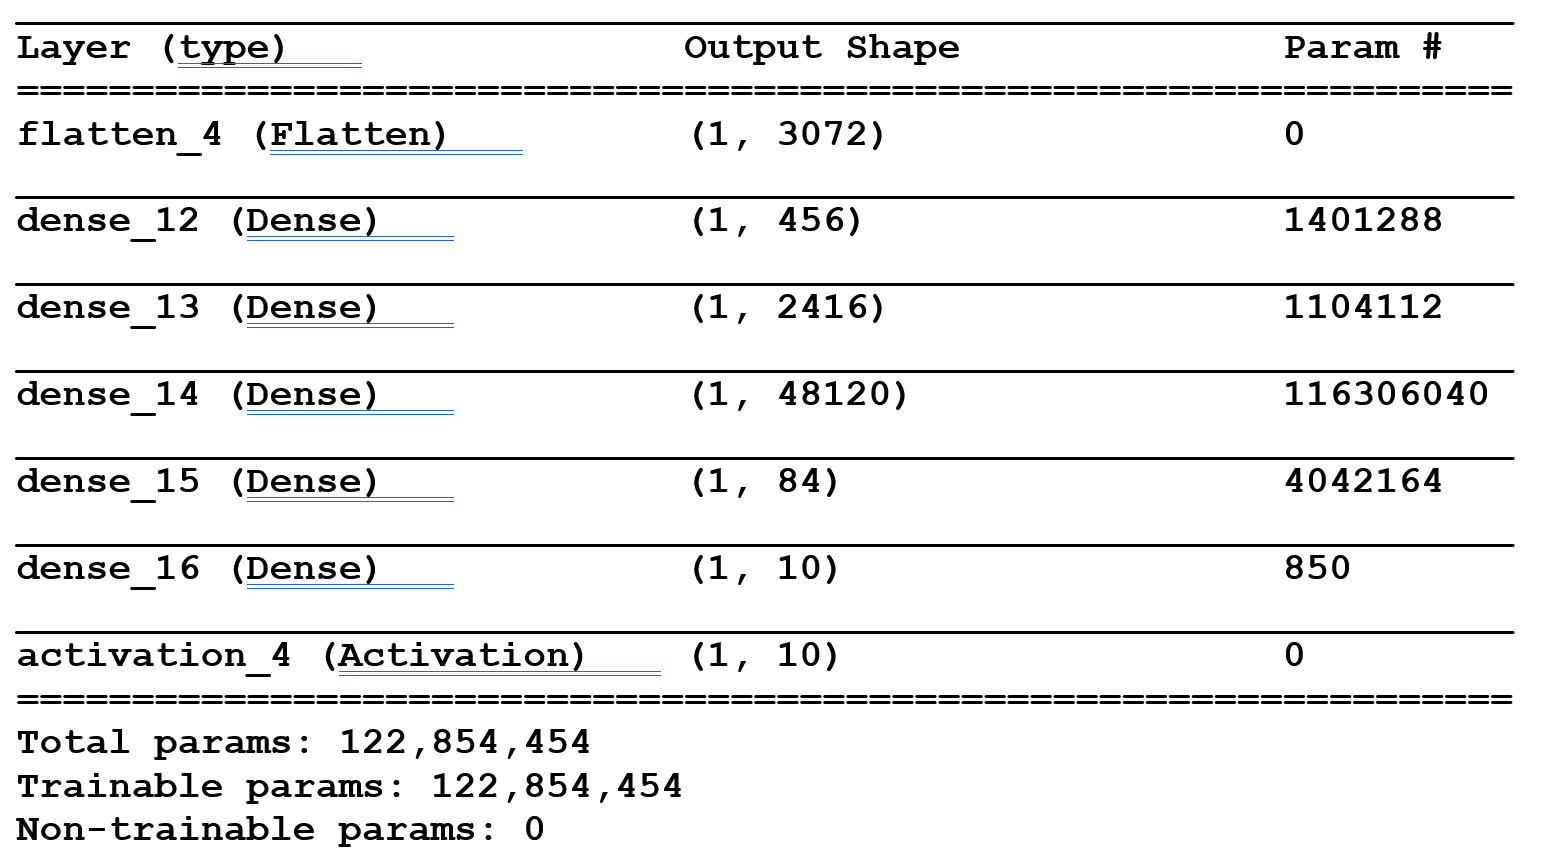 Layer (type) Output Shape Param #
=================================================================
flatten_4 (Flatten) (1, 3072) 0
dense_12 (Dense) (1, 456) 1401288
dense_13 (Dense) (1, 2416) 1104112
dense_14 (Dense) (1, 48120) 116306040
dense_15 (Dense) (1, 84) 4042164
dense_16 (Dense) (1, 10) 850
activation_4 (Activation) (1, 10) 0
=================================================================
Total params: 122,854,454
Trainable params: 122,854,454
Non-trainable params: 0